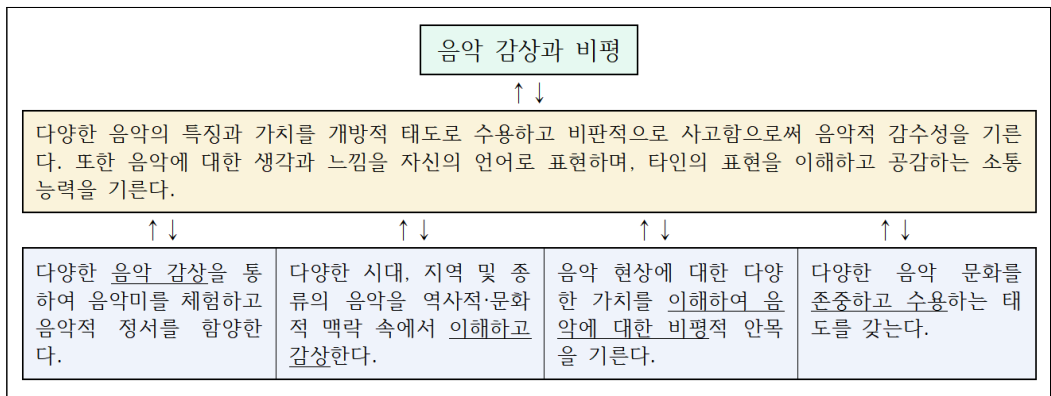 음악 감상과 비평
↑↓
다양한 음악의 특징과 가치를 개방적 태도로 수용하고 비판적으로 사고함으로써 음악적 감수성을 기른
다. 또한 음악에 대한 생각과 느낌을 자신의 언어로 표현하며, 타인의 표현을 이해하고 공감하는 소통
능력을 기른다.
↑↓ ↑↓ ↑↓ ↑↓
다양한 음악 감상을 통
하여 음악미를 체험하고
음악적 정서를 함양한
다.
다양한 시대, 지역 및 종
류의 음악을 역사적·문화
적 맥락 속에서 이해하고
감상한다.
음악 현상에 대한 다양
한 가치를 이해하여 음
악에 대한 비평적 안목
을 기른다.
다양한 음악 문화를
존중하고 수용하는 태
도를 갖는다.